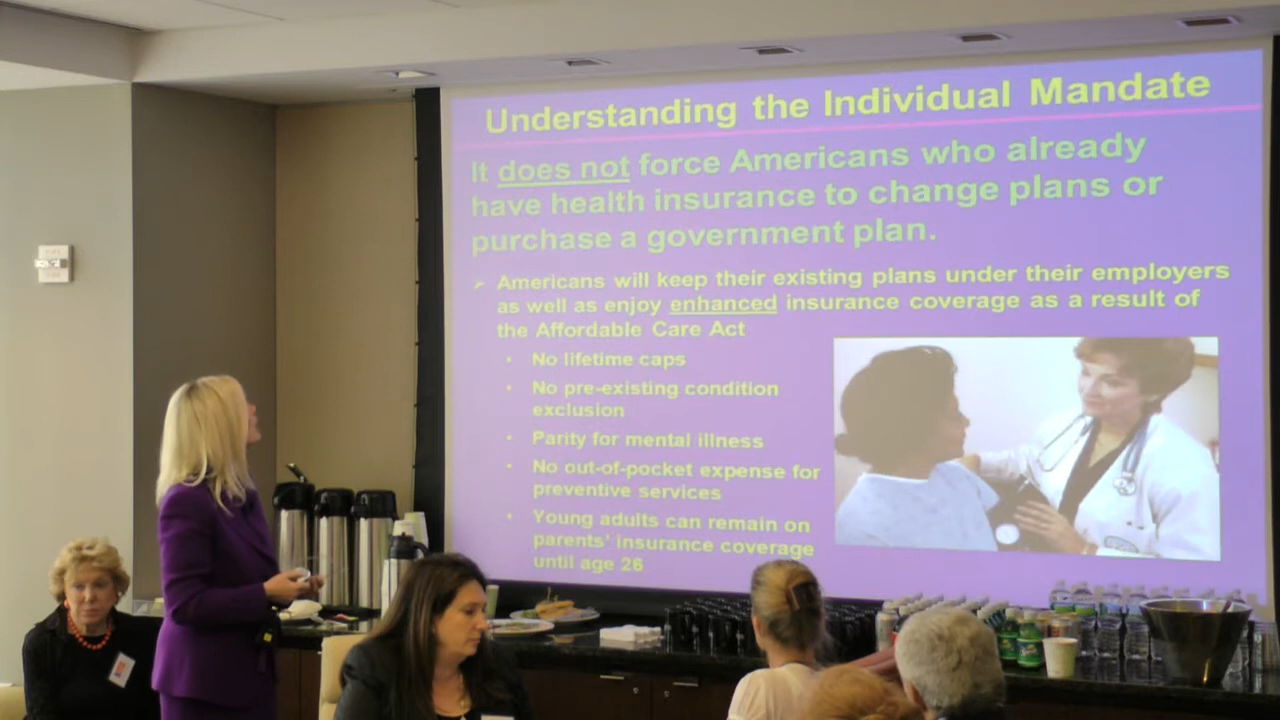 Understanding the Individual Mandate
It does not force Americans who already
have health insurance to change plans or
purchase a government plan.
➢ Americans will keep their existing plans under their employers
as well as enjoy enhanced insurance coverage as a result of
the Affordable Care Act
• No lifetime caps
• No pre-existing condition
exclusion
• Parity for mental illness
• No out-of-pocket expense for
preventive services
• Young adults can remain on
parents' insurance coverage
until age 26